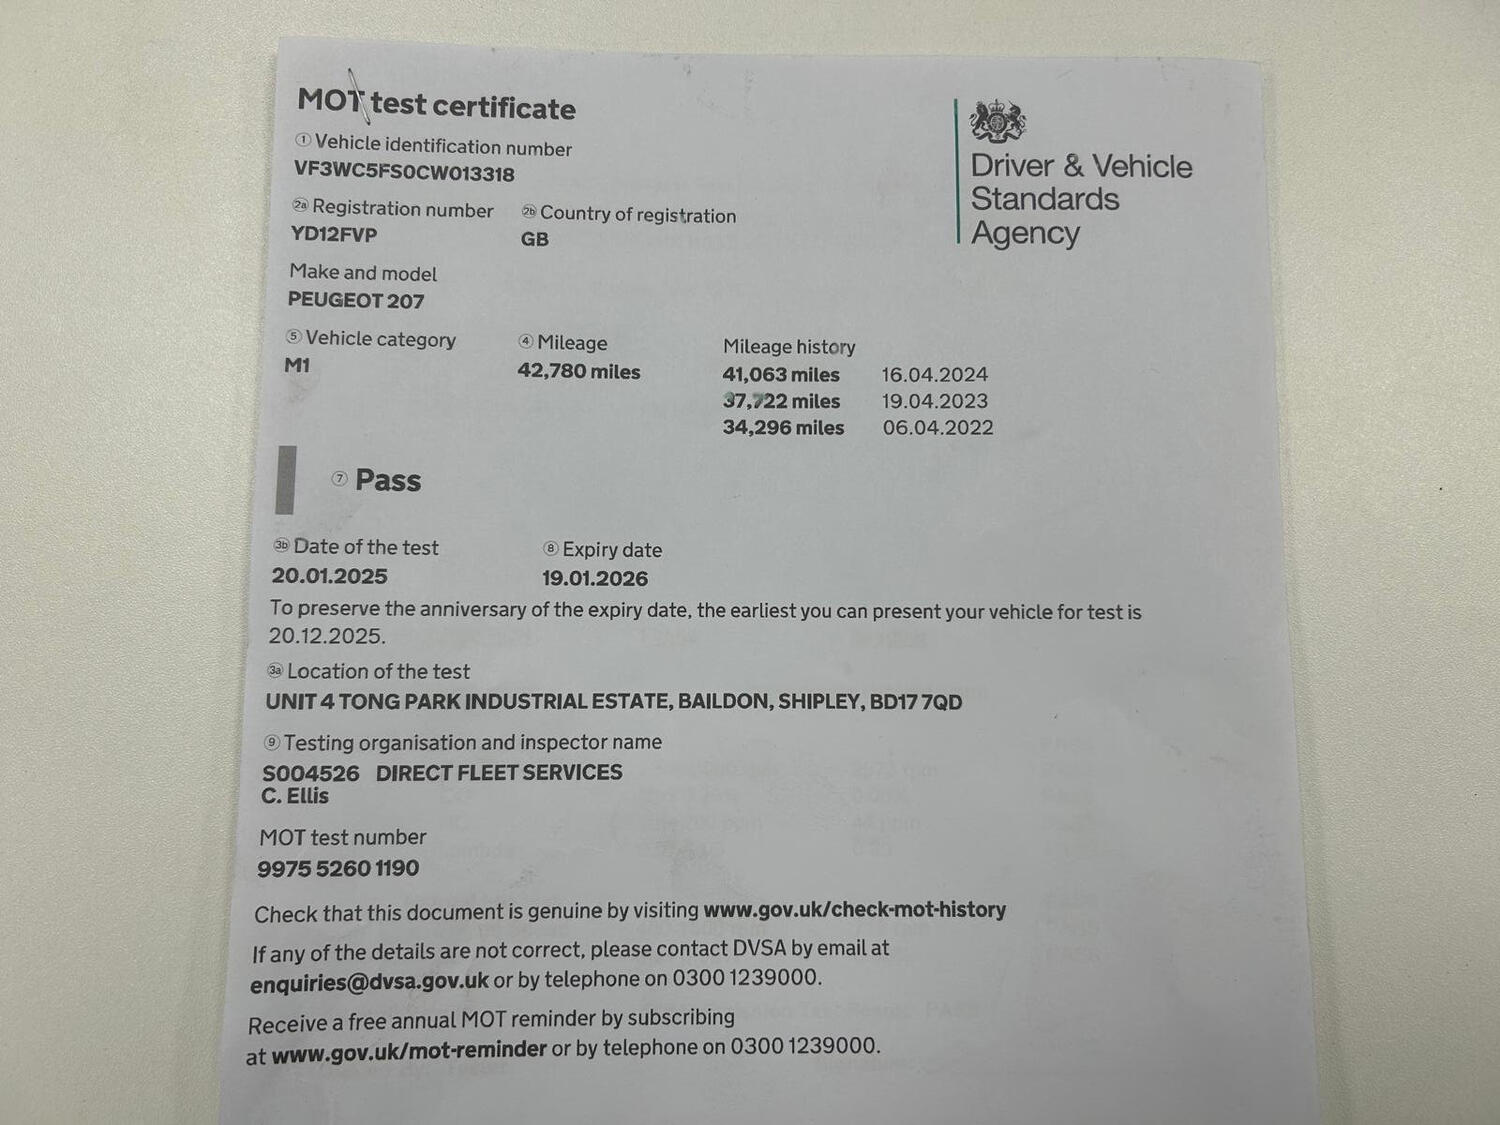 MOT test certificate
Driver & Vehicle
Standards
Agency
1 Vehicle identification number
VF3WC5FS0CW013318
2a Registration number 2b Country of registration
YD12FVP GB
Make and model
PEUGEOT 207
5 Vehicle category 4 Mileage Mileage history
M1 42,780 miles 41,063 miles 16.04.2024
37,722 miles 19.04.2023
34,296 miles 06.04.2022
7 Pass
3b Date of the test 8 Expiry date
20.01.2025 19.01.2026
To preserve the anniversary of the expiry date, the earliest you can present your vehicle for test is
20.12.2025.
3a Location of the test
UNIT 4 TONG PARK INDUSTRIAL ESTATE, BAILDON, SHIPLEY, BD17 7QD
9 Testing organisation and inspector name
S004526 DIRECT FLEET SERVICES
C. Ellis
MOT test number
9975 5260 1190
Check that this document is genuine by visiting www.gov.uk/check-mot-history
If any of the details are not correct, please contact DVSA by email at
enquiries@dvsa.gov.uk or by telephone on 0300 1239000.
Receive a free annual MOT reminder by subscribing
at www.gov.uk/mot-reminder or by telephone on 0300 1239000.